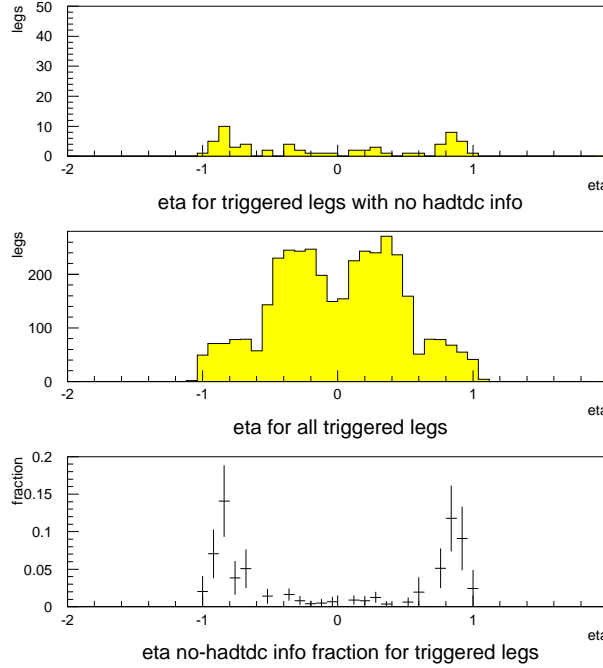 legs
50
40
30
20
10
0
-2 -1 0 1
eta
eta for triggered legs with no hadtdc info
legs
200
100
0
-2 -1 0 1
eta
eta for all triggered legs
fraction
0.2
0.15
0.1
0.05
0
-2 -1 0 1
eta
eta no-hadtdc info fraction for triggered legs